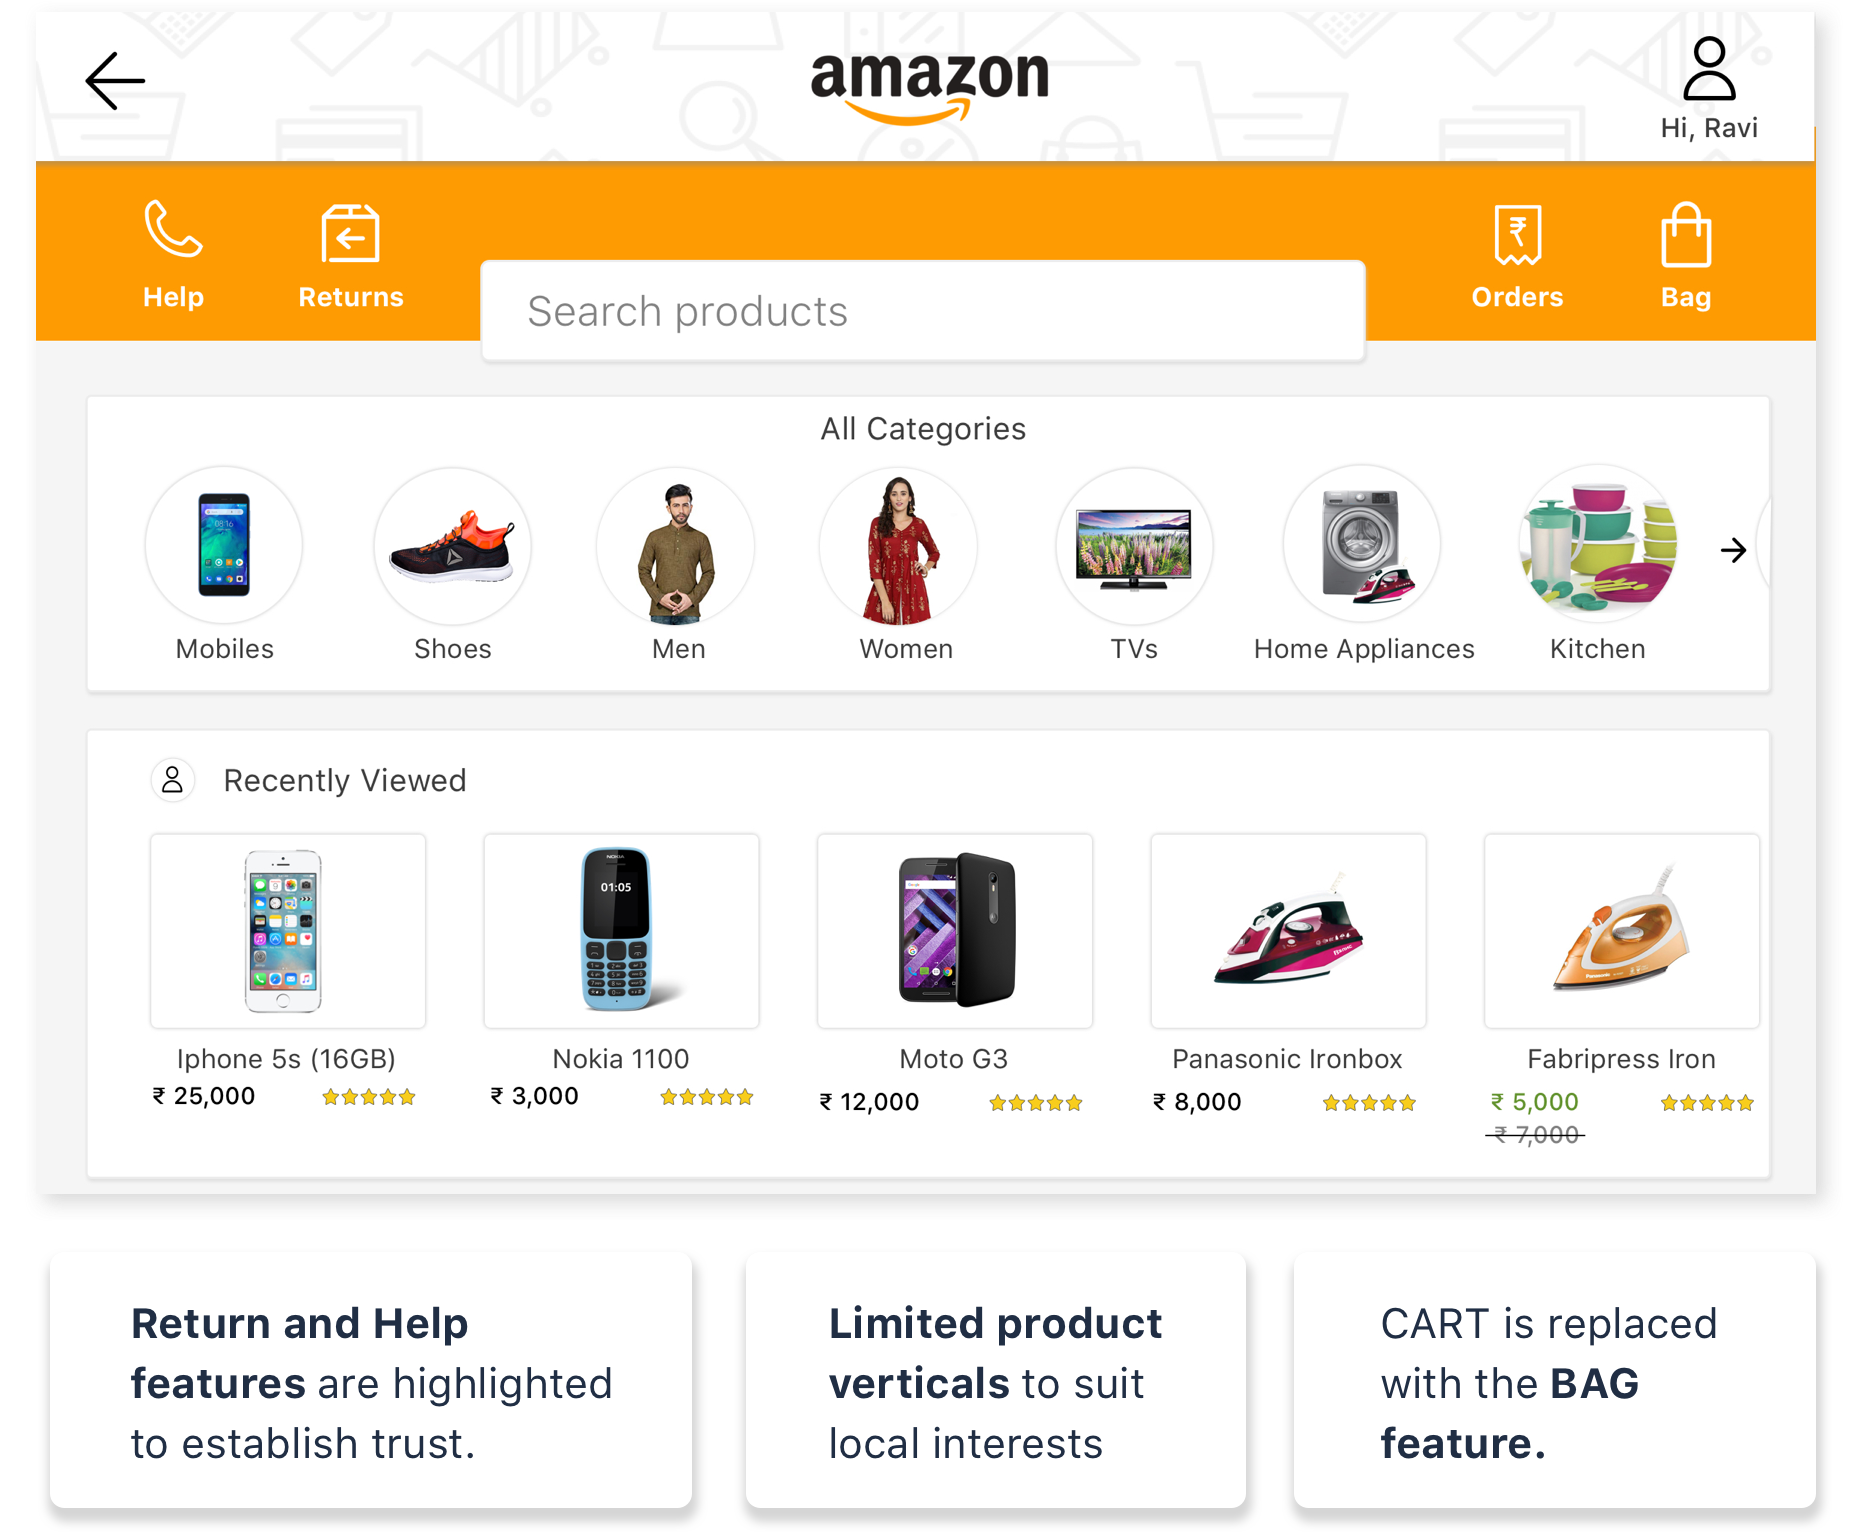 amazon
Hi, Ravi
Help
Returns
Search products
Orders
Bag
All Categories
Mobiles
Shoes
Men
Women
TVs
Home Appliances
Kitchen
Recently Viewed
NOKIA
01:05
Iphone 5s (16GB)
₹ 25,000
Nokia 1100
₹ 3,000
Moto G3
₹ 12,000
Panasonic Ironbox
₹ 8,000
Fabripress Iron
₹ 5,000
₹ 7,000
Return and Help
features are highlighted
to establish trust.
Limited product
verticals to suit
local interests
CART is replaced
with the BAG
feature.